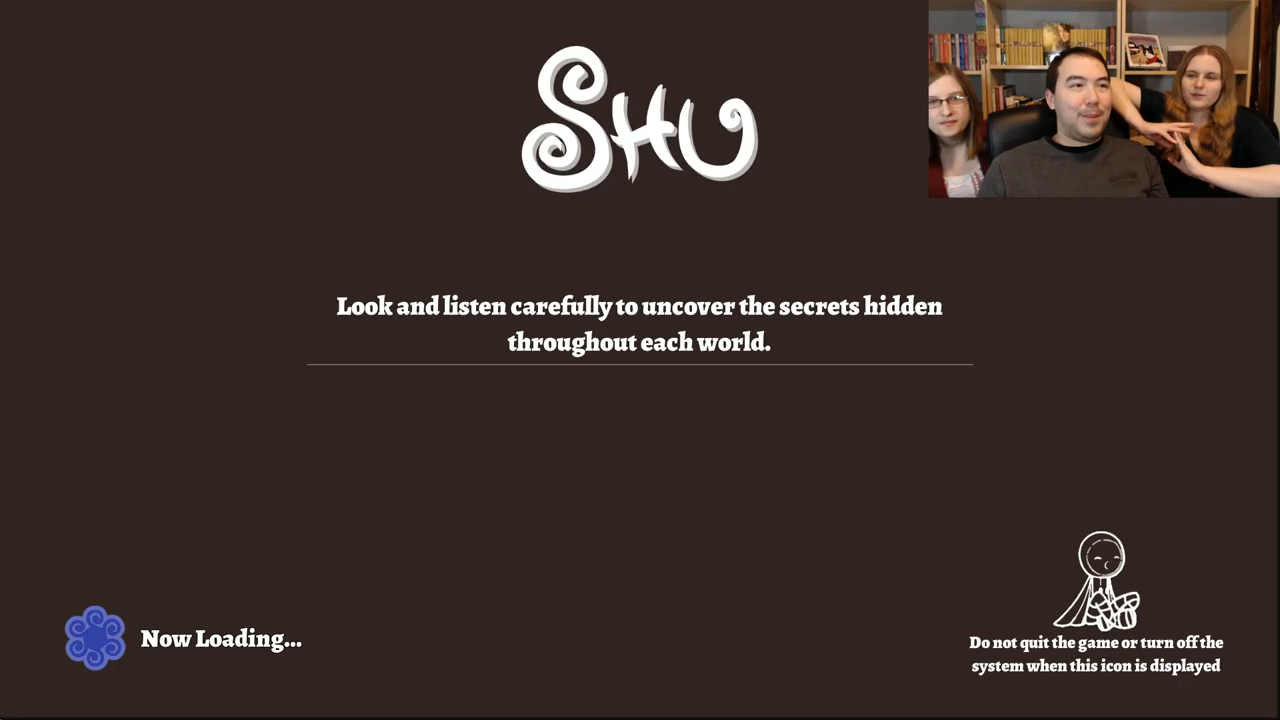 SHU
Look and listen carefully to uncover the secrets hidden
throughout each world.
Now Loading...
Do not quit the game or turn off the
system when this icon is displayed